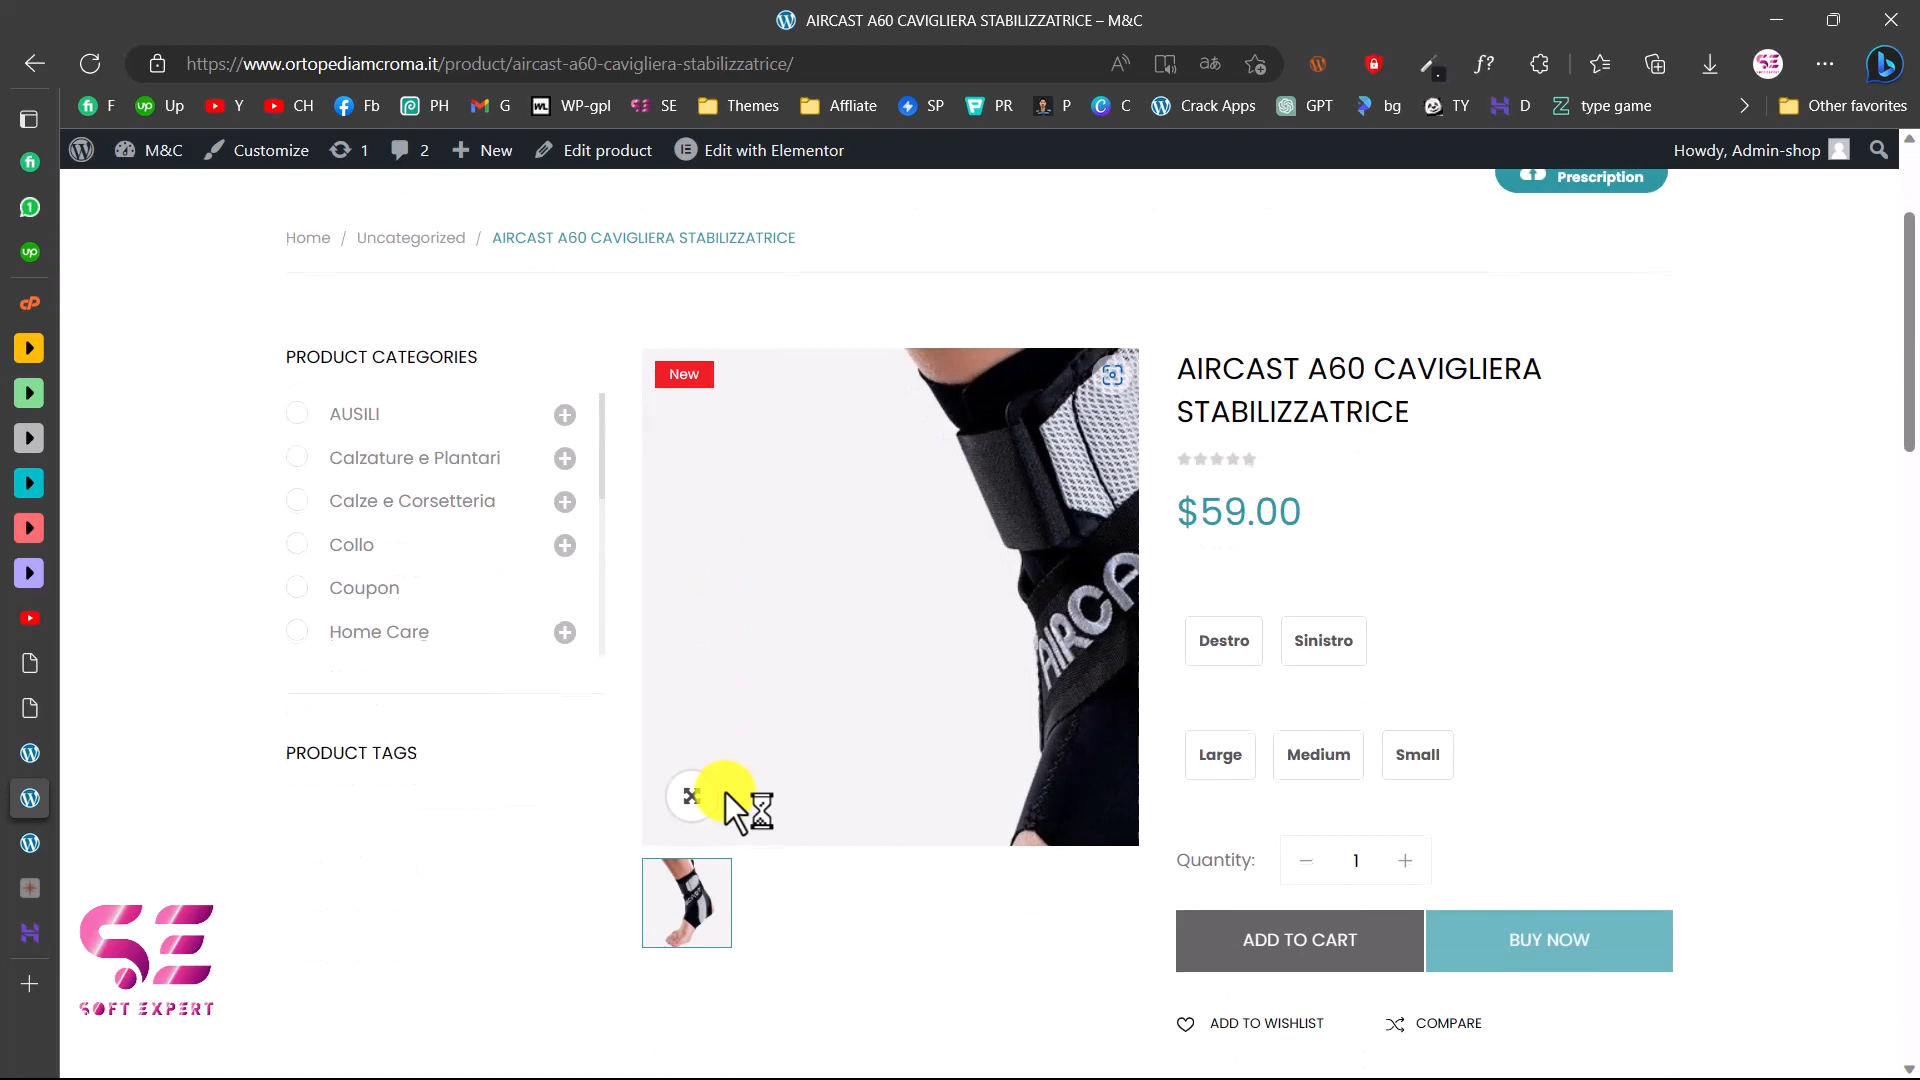 AIRCAST A60 CAVIGLIERA STABILIZZATRICE – M&C
https://www.ortopediamcroma.it/product/aircast-a60-cavigliera-stabilizzatrice/
F Up Y CH Fb PH G WP-gpl SE Themes Affliate SP PR P C Crack Apps GPT bg TY D type game Other favorites
M&C Customize 1 2 New Edit product Edit with Elementor Howdy, Admin-shop
Prescription
Home / Uncategorized / AIRCAST A60 CAVIGLIERA STABILIZZATRICE
PRODUCT CATEGORIES
AUSILI
Calzature e Plantari
Calze e Corsetteria
Collo
Coupon
Home Care
PRODUCT TAGS
New
AIRCA
AIRCAST A60 CAVIGLIERA
STABILIZZATRICE
$59.00
Destro Sinistro
Large Medium Small
Quantity: − 1 +
ADD TO CART BUY NOW
ADD TO WISHLIST COMPARE
SE
SOFT EXPERT